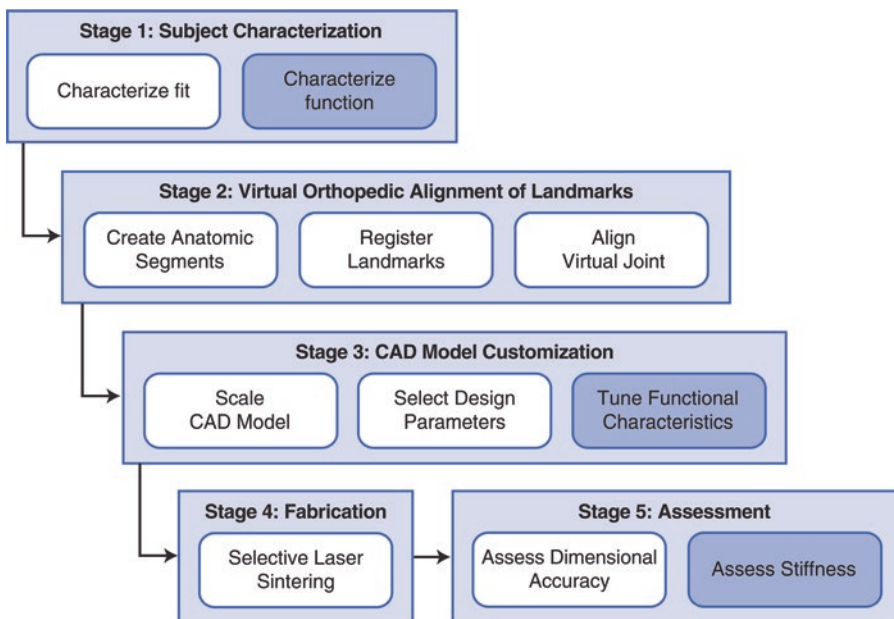 Stage 1: Subject Characterization
Characterize fit
Characterize
function
Stage 2: Virtual Orthopedic Alignment of Landmarks
Create Anatomic
Segments
Register
Landmarks
Align
Virtual Joint
Stage 3: CAD Model Customization
Scale
CAD Model
Select Design
Parameters
Tune Functional
Characteristics
Stage 4: Fabrication
Selective Laser
Sintering
Stage 5: Assessment
Assess Dimensional
Accuracy
Assess Stiffness